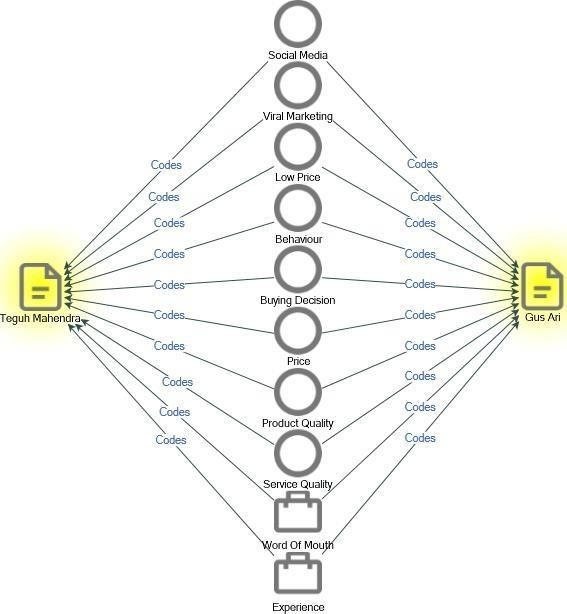 Social Media
Viral Marketing
Codes
Codes
Codes
Codes
Low Price
Codes
Codes
Behaviour
Codes
Codes
Buying Decision
Codes
Codes
Teguh Mahendra
Gus Ari
Codes
Codes
Price
Codes
Codes
Product Quality
Codes
Codes
Service Quality
Codes
Codes
Codes
Codes
Word Of Mouth
Experience